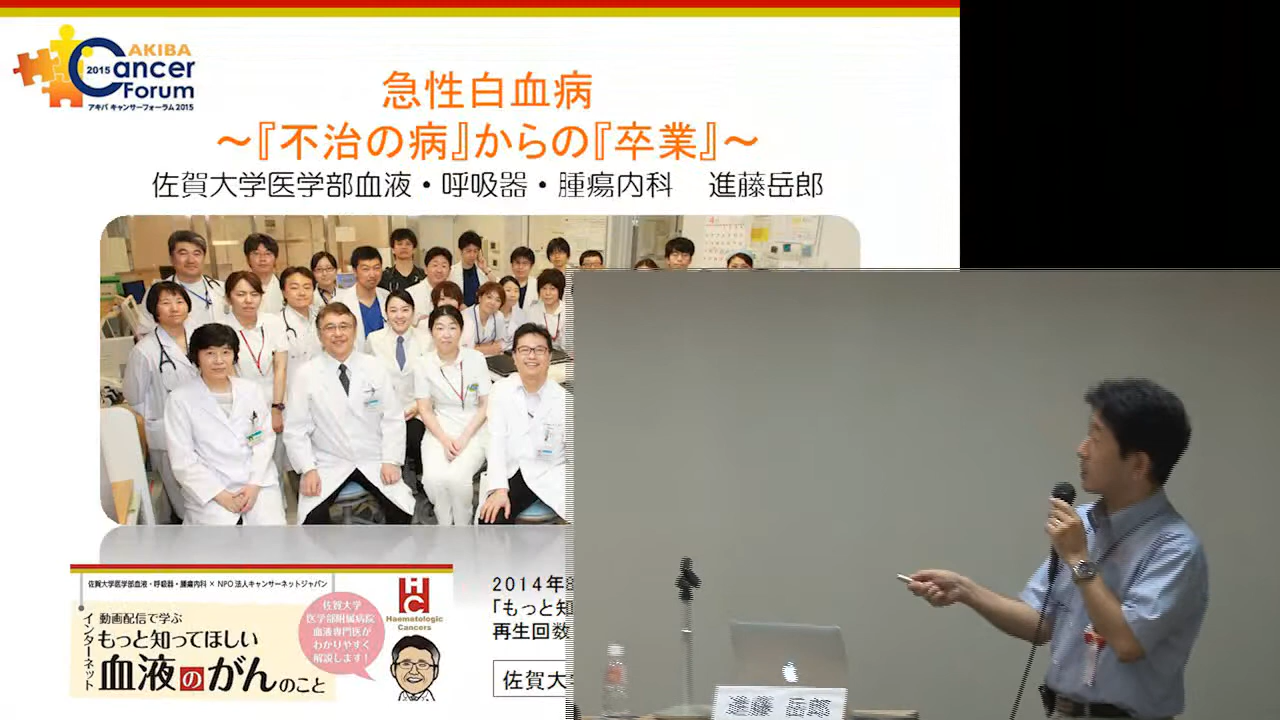 AKIBA
2015 Cancer
Forum
アキバ キャンサーフォーラム 2015
急性白血病
～『不治の病』からの『卒業』～
佐賀大学医学部血液・呼吸器・腫瘍内科 進藤岳郎
佐賀大学医学部血液・呼吸器・腫瘍内科 × NPO法人キャンサーネットジャパン
インターネット
動画配信で学ぶ
もっと知ってほしい
血液のがんのこと
佐賀大学
医学部附属病院
血液専門医が
わかりやすく
解説します！
HC
Haematologic
Cancers
2014年8
「もっと知
再生回数
佐賀大
進藤 岳郎